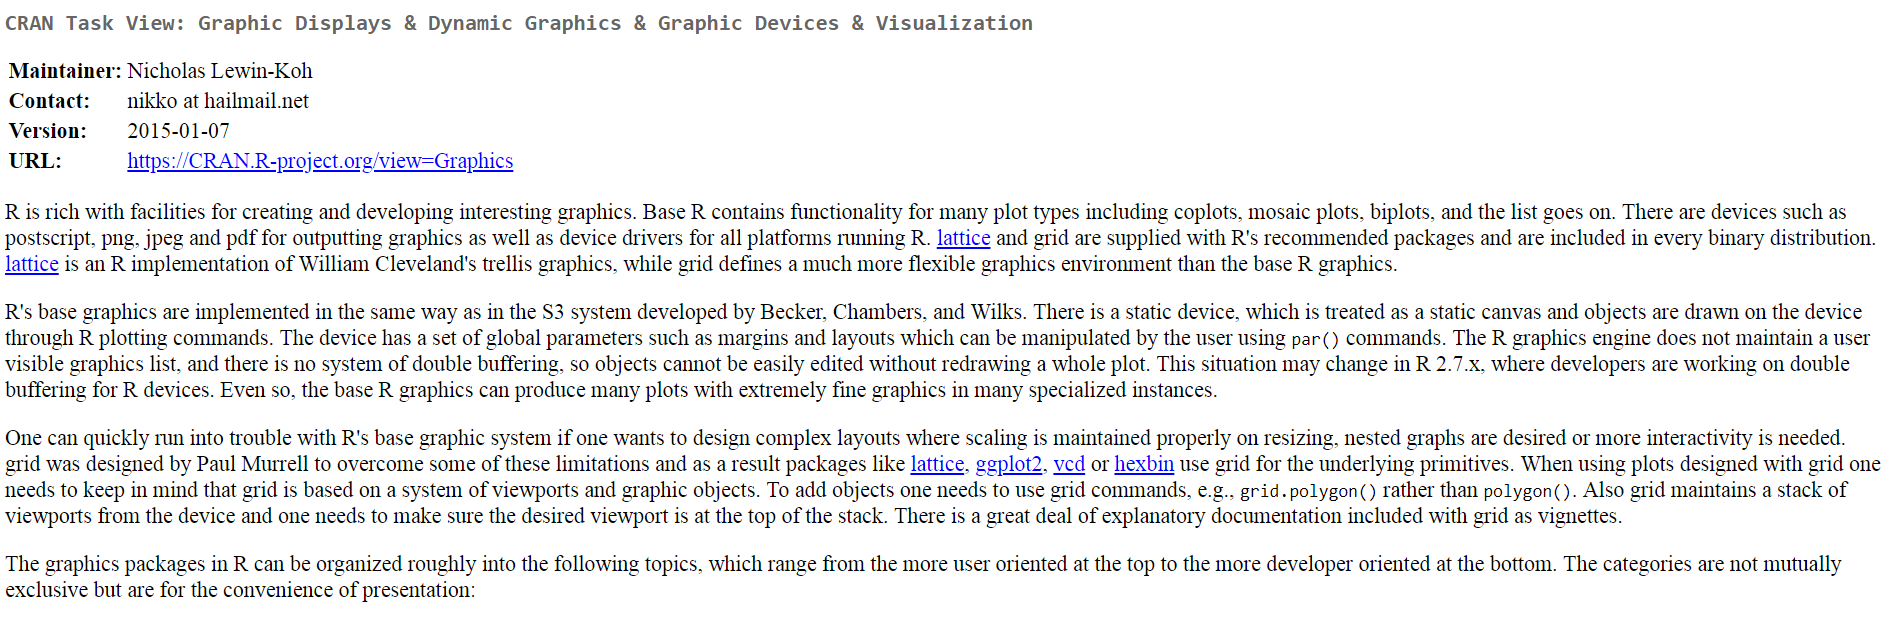 CRAN Task View: Graphic Displays & Dynamic Graphics & Graphic Devices & Visualization
Maintainer: Nicholas Lewin-Koh
Contact: nikko at hailmail.net
Version: 2015-01-07
URL: https://CRAN.R-project.org/view=Graphics
R is rich with facilities for creating and developing interesting graphics. Base R contains functionality for many plot types including coplots, mosaic plots, biplots, and the list goes on. There are devices such as
postscript, png, jpeg and pdf for outputting graphics as well as device drivers for all platforms running R. lattice and grid are supplied with R's recommended packages and are included in every binary distribution.
lattice is an R implementation of William Cleveland's trellis graphics, while grid defines a much more flexible graphics environment than the base R graphics.
R's base graphics are implemented in the same way as in the S3 system developed by Becker, Chambers, and Wilks. There is a static device, which is treated as a static canvas and objects are drawn on the device
through R plotting commands. The device has a set of global parameters such as margins and layouts which can be manipulated by the user using par() commands. The R graphics engine does not maintain a user
visible graphics list, and there is no system of double buffering, so objects cannot be easily edited without redrawing a whole plot. This situation may change in R 2.7.x, where developers are working on double
buffering for R devices. Even so, the base R graphics can produce many plots with extremely fine graphics in many specialized instances.
One can quickly run into trouble with R's base graphic system if one wants to design complex layouts where scaling is maintained properly on resizing, nested graphs are desired or more interactivity is needed.
grid was designed by Paul Murrell to overcome some of these limitations and as a result packages like lattice, ggplot2, vcd or hexbin use grid for the underlying primitives. When using plots designed with grid one
needs to keep in mind that grid is based on a system of viewports and graphic objects. To add objects one needs to use grid commands, e.g., grid.polygon() rather than polygon(). Also grid maintains a stack of
viewports from the device and one needs to make sure the desired viewport is at the top of the stack. There is a great deal of explanatory documentation included with grid as vignettes.
The graphics packages in R can be organized roughly into the following topics, which range from the more user oriented at the top to the more developer oriented at the bottom. The categories are not mutually
exclusive but are for the convenience of presentation: